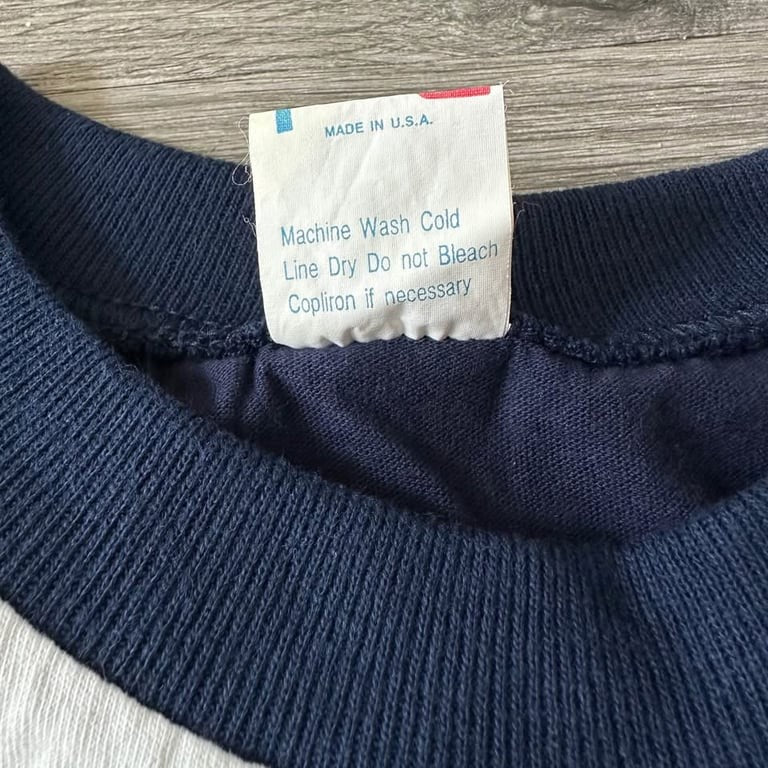 MADE IN U.S.A.
Machine Wash Cold
Line Dry Do not Bleach
Copliron if necessary